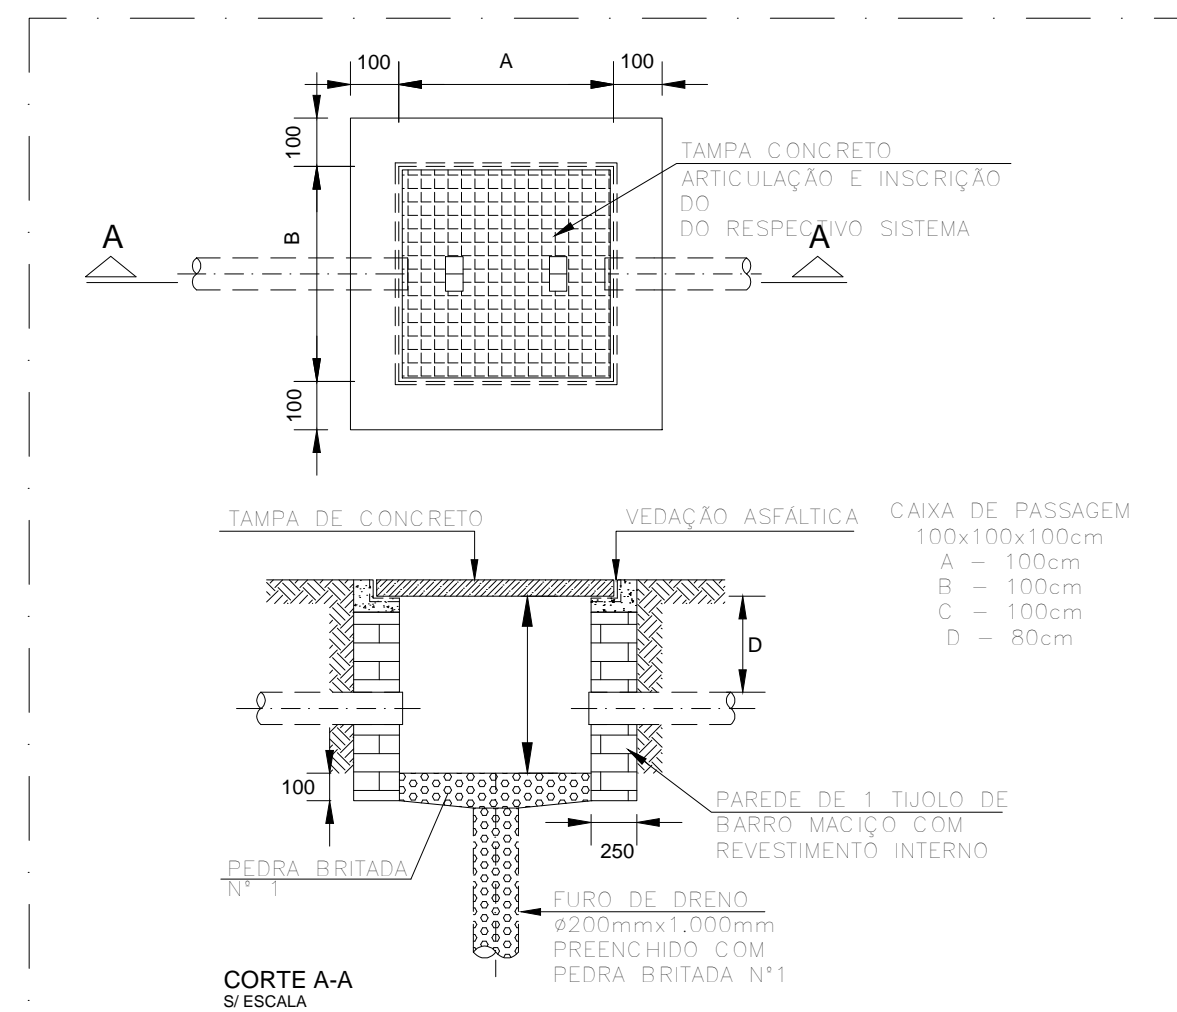 100 A 100
100
TAMPA CONCRETO
ARTICULAÇÃO E INSCRIÇÃO
DO
DO RESPECTIVO SISTEMA
B
A A
100
TAMPA DE CONCRETO
VEDAÇÃO ASFÁLTICA
CAIXA DE PASSAGEM
100x100x100cm
A - 100cm
B - 100cm
C - 100cm
D - 80cm
D
100
PAREDE DE 1 TIJOLO DE
BARRO MACIÇO COM
REVESTIMENTO INTERNO
250
PEDRA BRITADA
N° 1
FURO DE DRENO
ø200mmx1.000mm
PREENCHIDO COM
PEDRA BRITADA N°1
CORTE A-A
S/ ESCALA